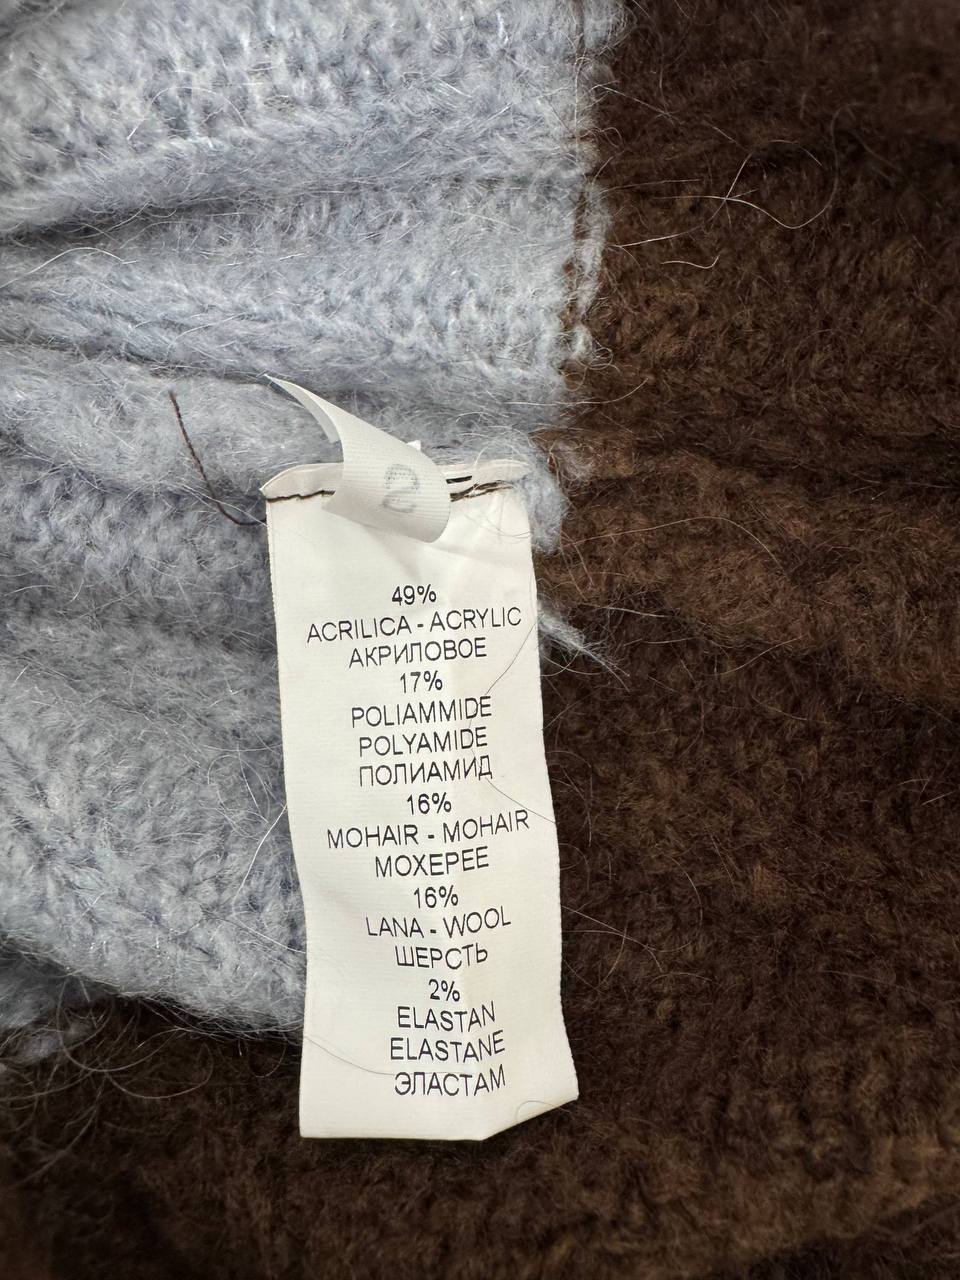 49%
ACRILICA - ACRYLIC
АКРИЛОВОЕ
17%
POLIAMMIDE
POLYAMIDE
ПОЛИАМИД
16%
MOHAIR - MOHAIR
МОХЕРЕЕ
16%
LANA - WOOL
ШЕРСТЬ
2%
ELASTAN
ELASTANE
ЭЛАСТАМ